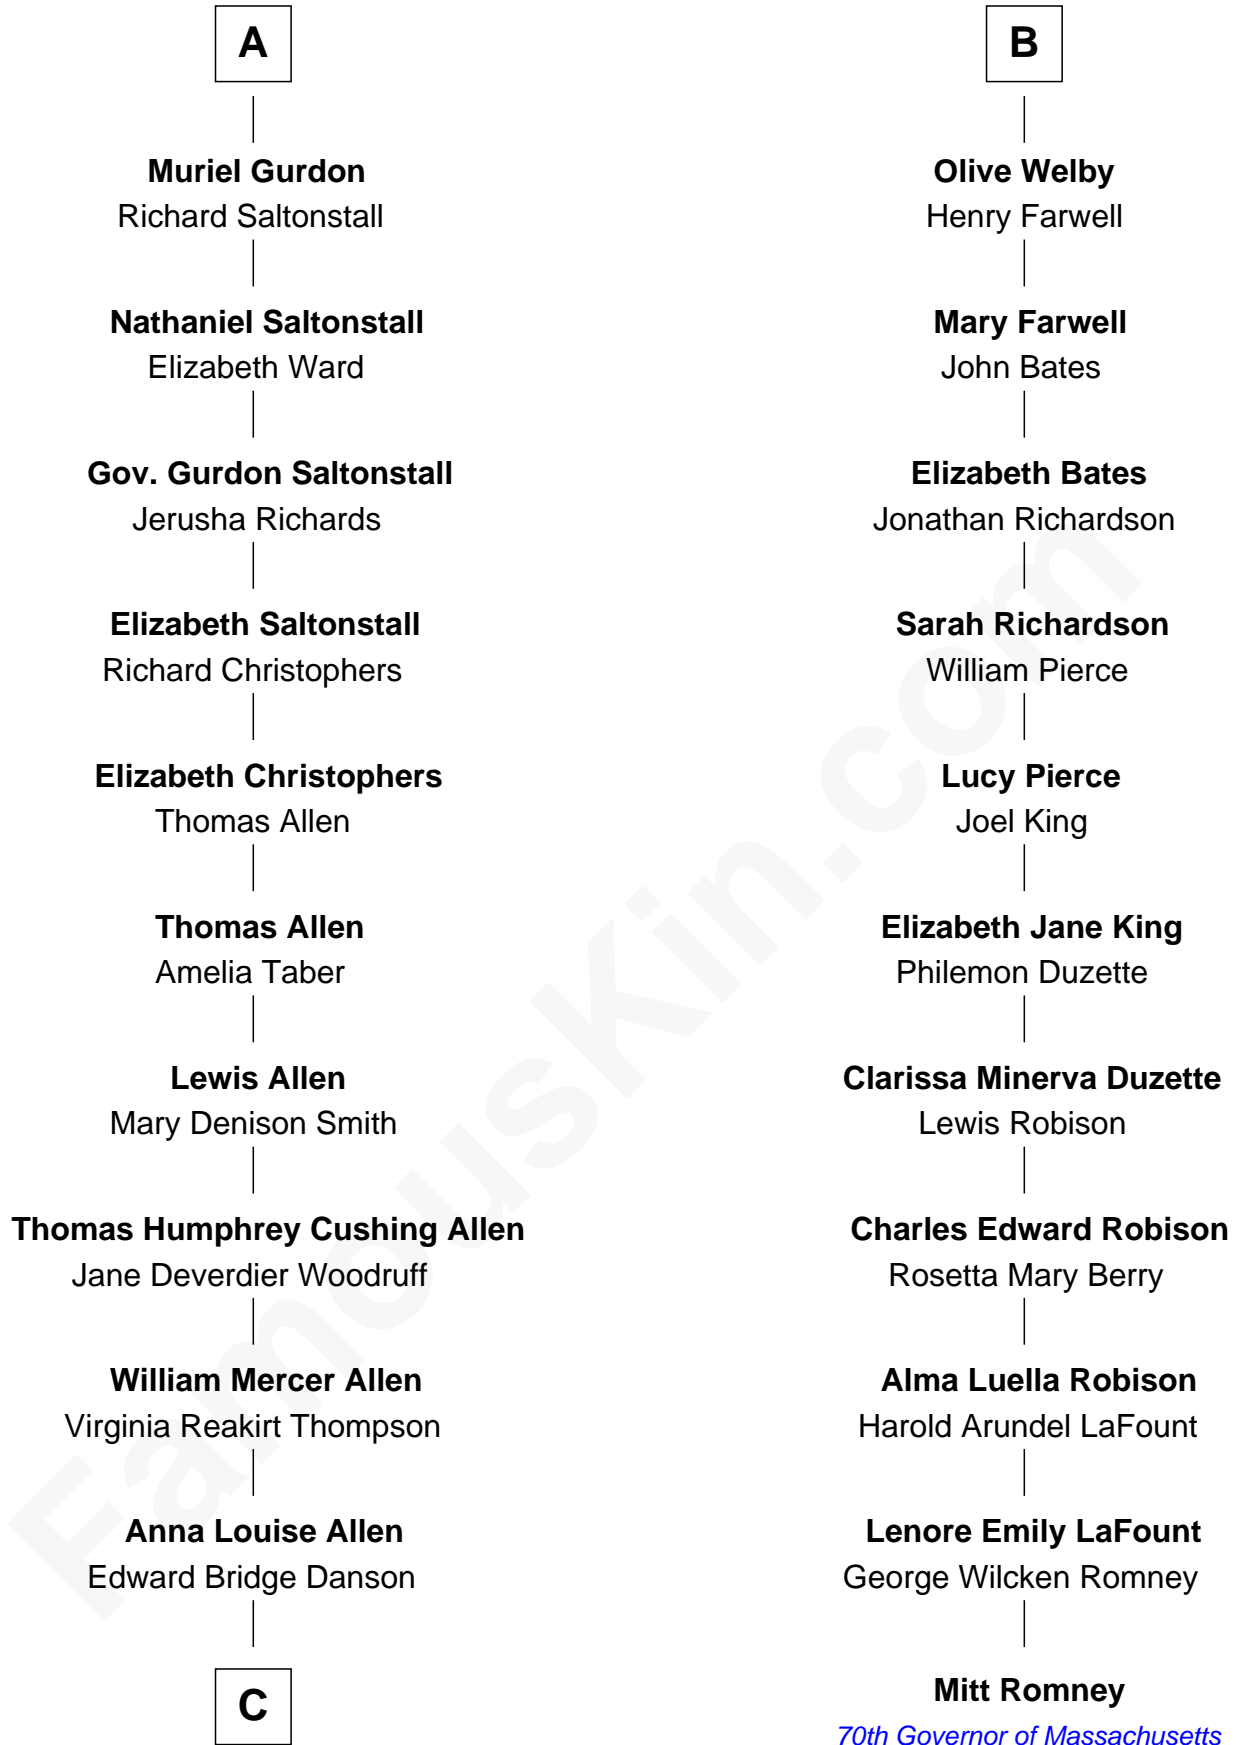 A
Muriel Gurdon
Richard Saltonstall
Nathaniel Saltonstall
Elizabeth Ward
Gov. Gurdon Saltonstall
Jerusha Richards
Elizabeth Saltonstall
Richard Christophers
Elizabeth Christophers
Thomas Allen
Thomas Allen
Amelia Taber
Lewis Allen
Mary Denison Smith
Thomas Humphrey Cushing Allen
Jane Deverdier Woodruff
William Mercer Allen
Virginia Reakirt Thompson
Anna Louise Allen
Edward Bridge Danson
C
B
Olive Welby
Henry Farwell
Mary Farwell
John Bates
Elizabeth Bates
Jonathan Richardson
Sarah Richardson
William Pierce
Lucy Pierce
Joel King
Elizabeth Jane King
Philemon Duzette
Clarissa Minerva Duzette
Lewis Robison
Charles Edward Robison
Rosetta Mary Berry
Alma Luella Robison
Harold Arundel LaFount
Lenore Emily LaFount
George Wilcken Romney
Mitt Romney
70th Governor of Massachusetts
FamousKin.com